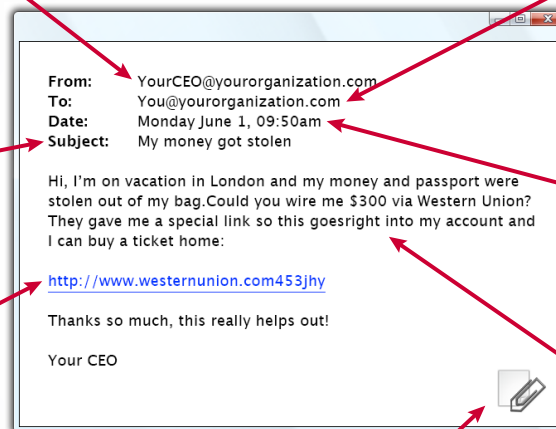 From: YourCEO@yourorganization.com
To: You@yourorganization.com
Date: Monday June 1, 09:50am
Subject: My money got stolen
Hi, I'm on vacation in London and my money and passport were
stolen out of my bag.Could you wire me $300 via Western Union?
They gave me a special link so this goesright into my account and
I can buy a ticket home:
http://www.westernunion.com453jhy
Thanks so much, this really helps out!
Your CEO